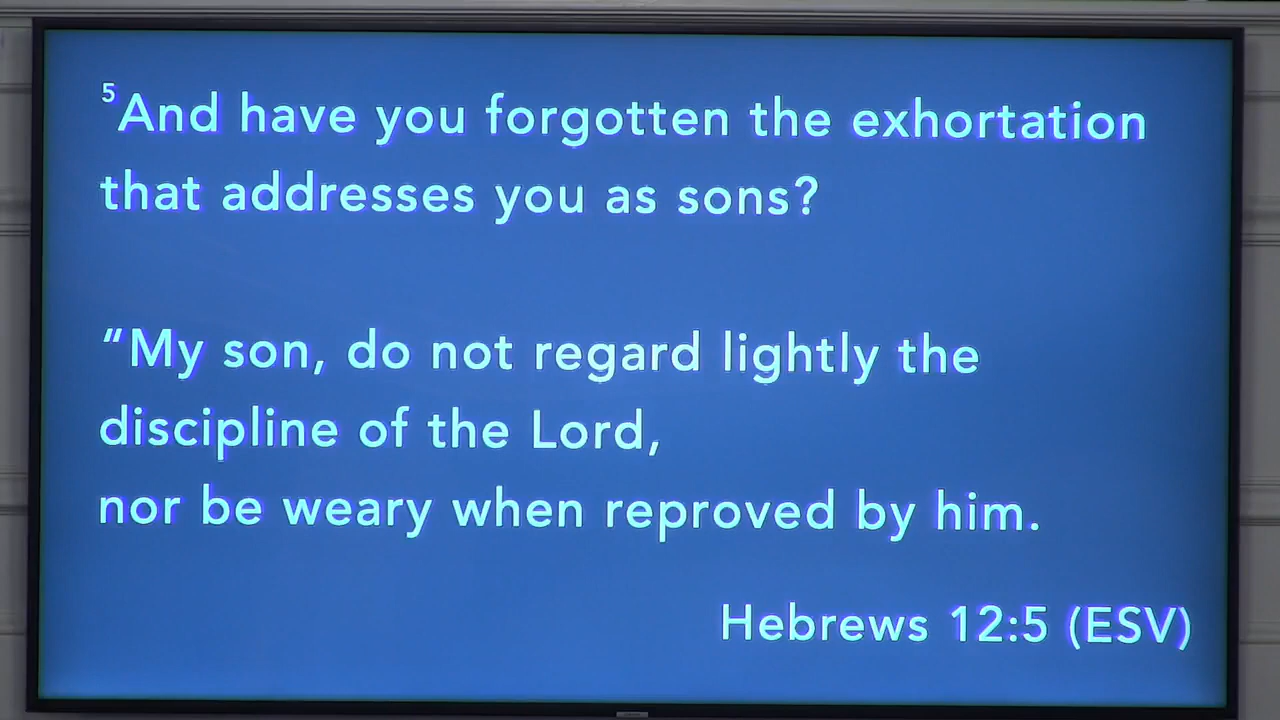 ⁵And have you forgotten the exhortation
that addresses you as sons?
“My son, do not regard lightly the
discipline of the Lord,
nor be weary when reproved by him.
Hebrews 12:5 (ESV)